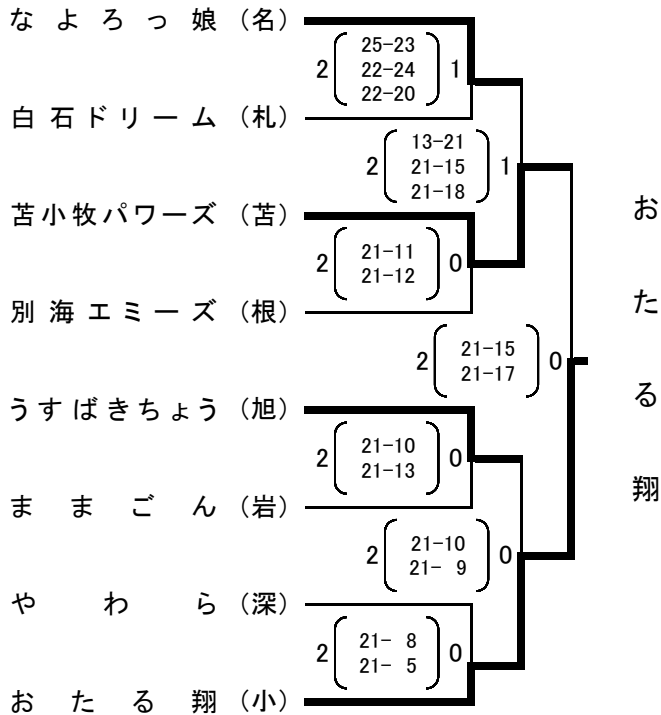 なよろっ娘（名）
2 25-23 1
22-24
22-20
白石ドリーム（札）
2 13-21 1
21-15
21-18
苫小牧パワーズ（苫）
2 21-11 0
21-12
別海エミーズ（根）
2 21-15 0
21-17
うすばきちょう（旭）
2 21-10 0
21-13
ままごん（岩）
2 21-10 0
21- 9
やわら（深）
2 21- 8 0
21- 5
おたる翔（小）
おたる翔